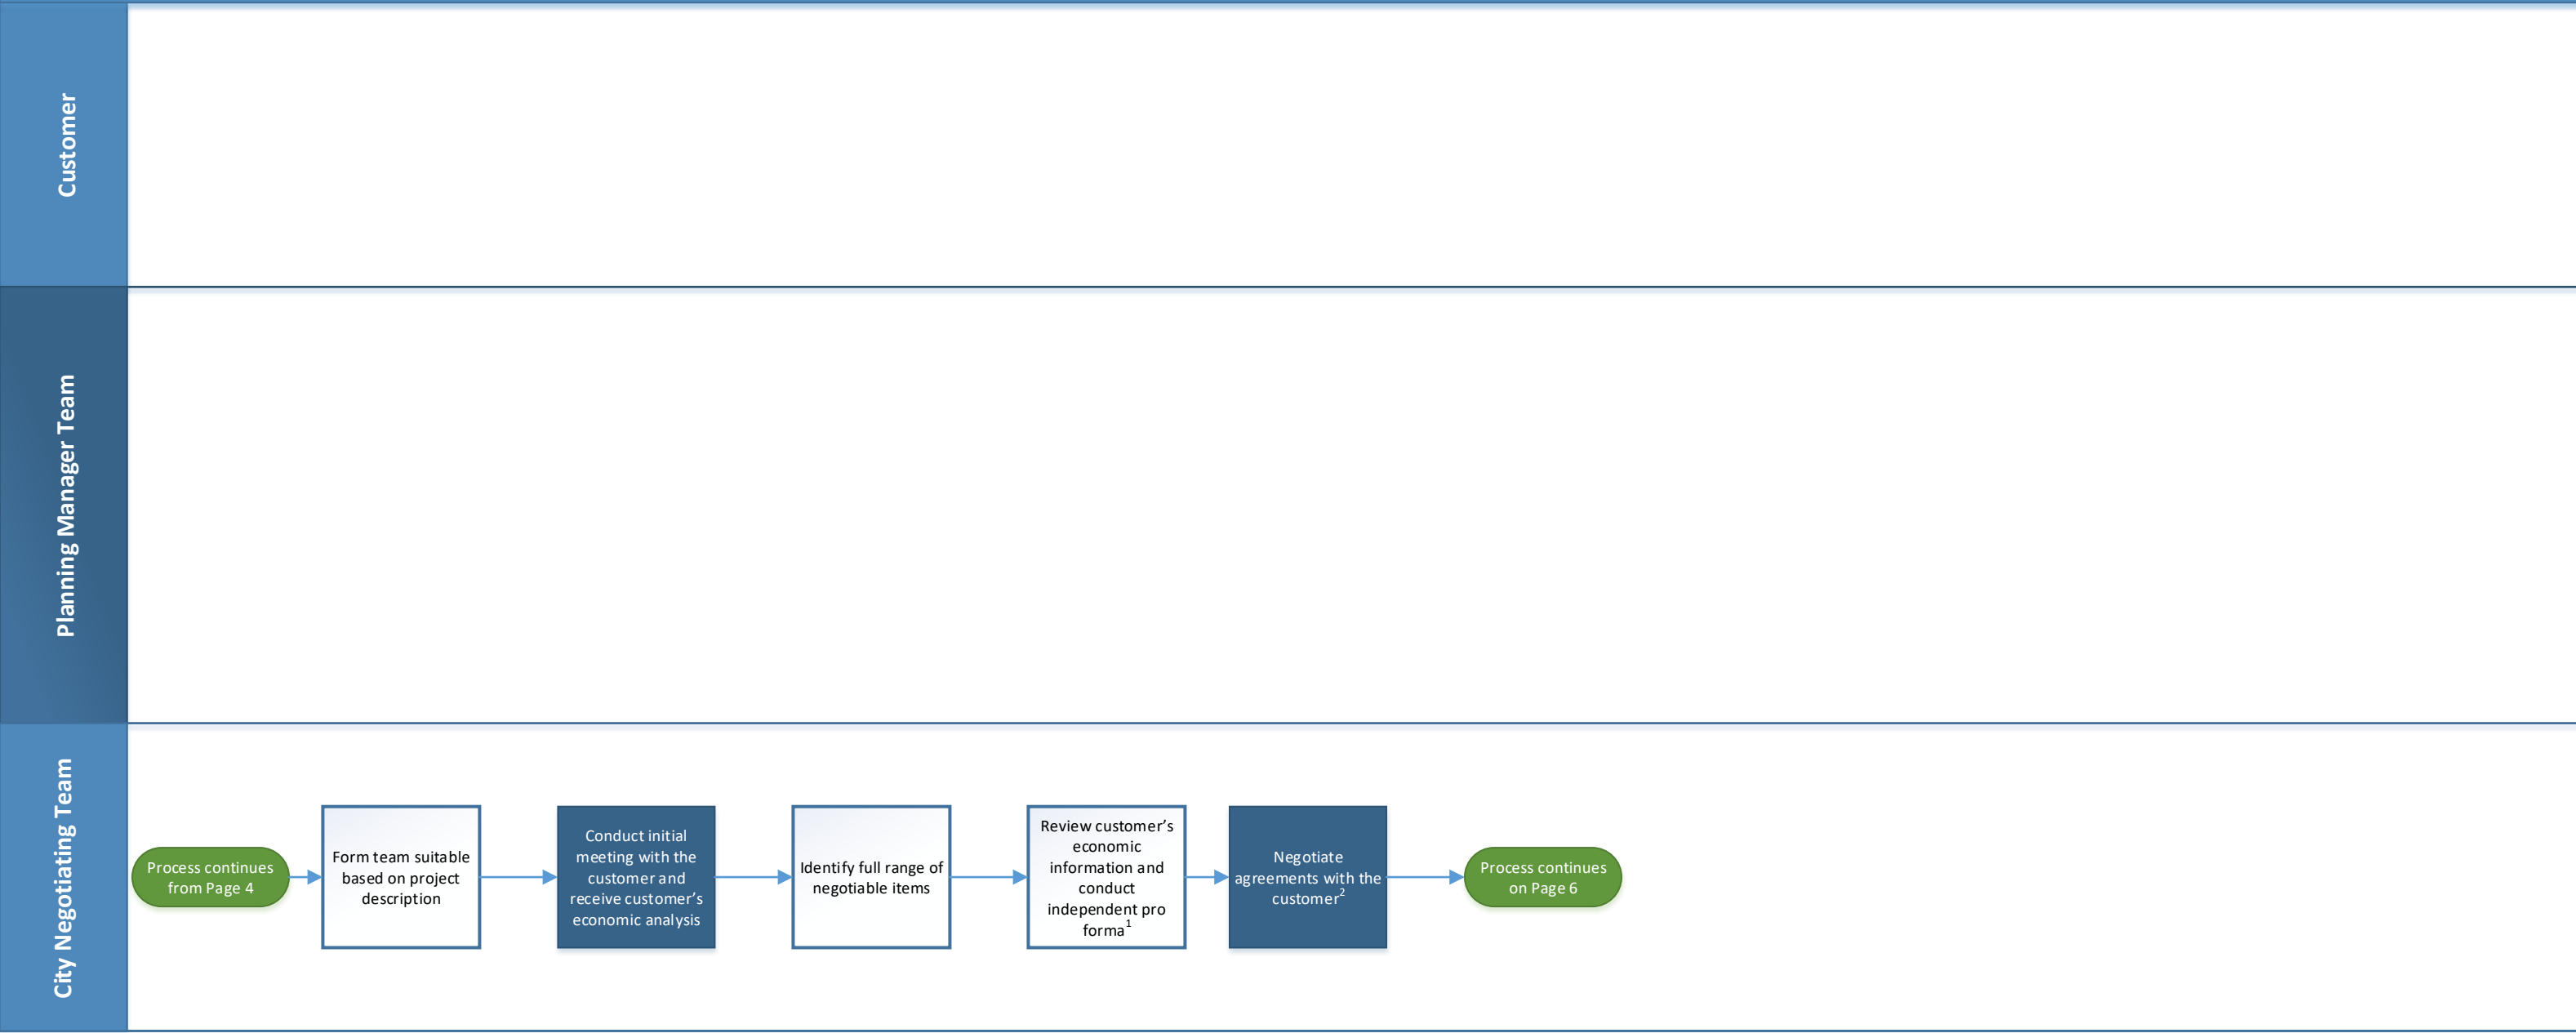 Customer
Planning Manager Team
City Negotiating Team
Process continues
from Page 4
Form team suitable
based on project
description
Conduct initial
meeting with the
customer and
receive customer’s
economic analysis
Identify full range of
negotiable items
Review customer’s
economic
information and
conduct
independent pro
forma1
Negotiate
agreements with the
customer2
Process continues
on Page 6